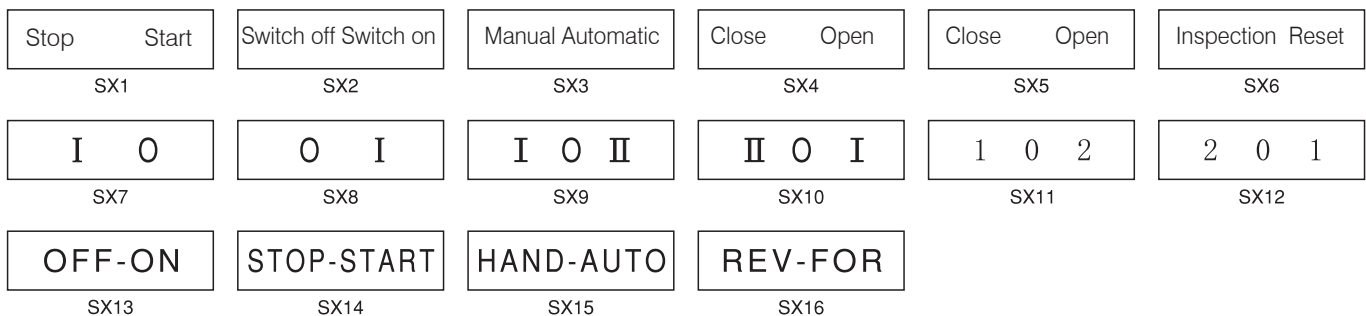 Stop Start Switch off Switch on Manual Automatic Close Open Close Open Inspection Reset
SX1 SX2 SX3 SX4 SX5 SX6
I O O I I O II II O I 1 0 2 2 0 1
SX7 SX8 SX9 SX10 SX11 SX12
OFF-ON STOP-START HAND-AUTO REV-FOR
SX13 SX14 SX15 SX16